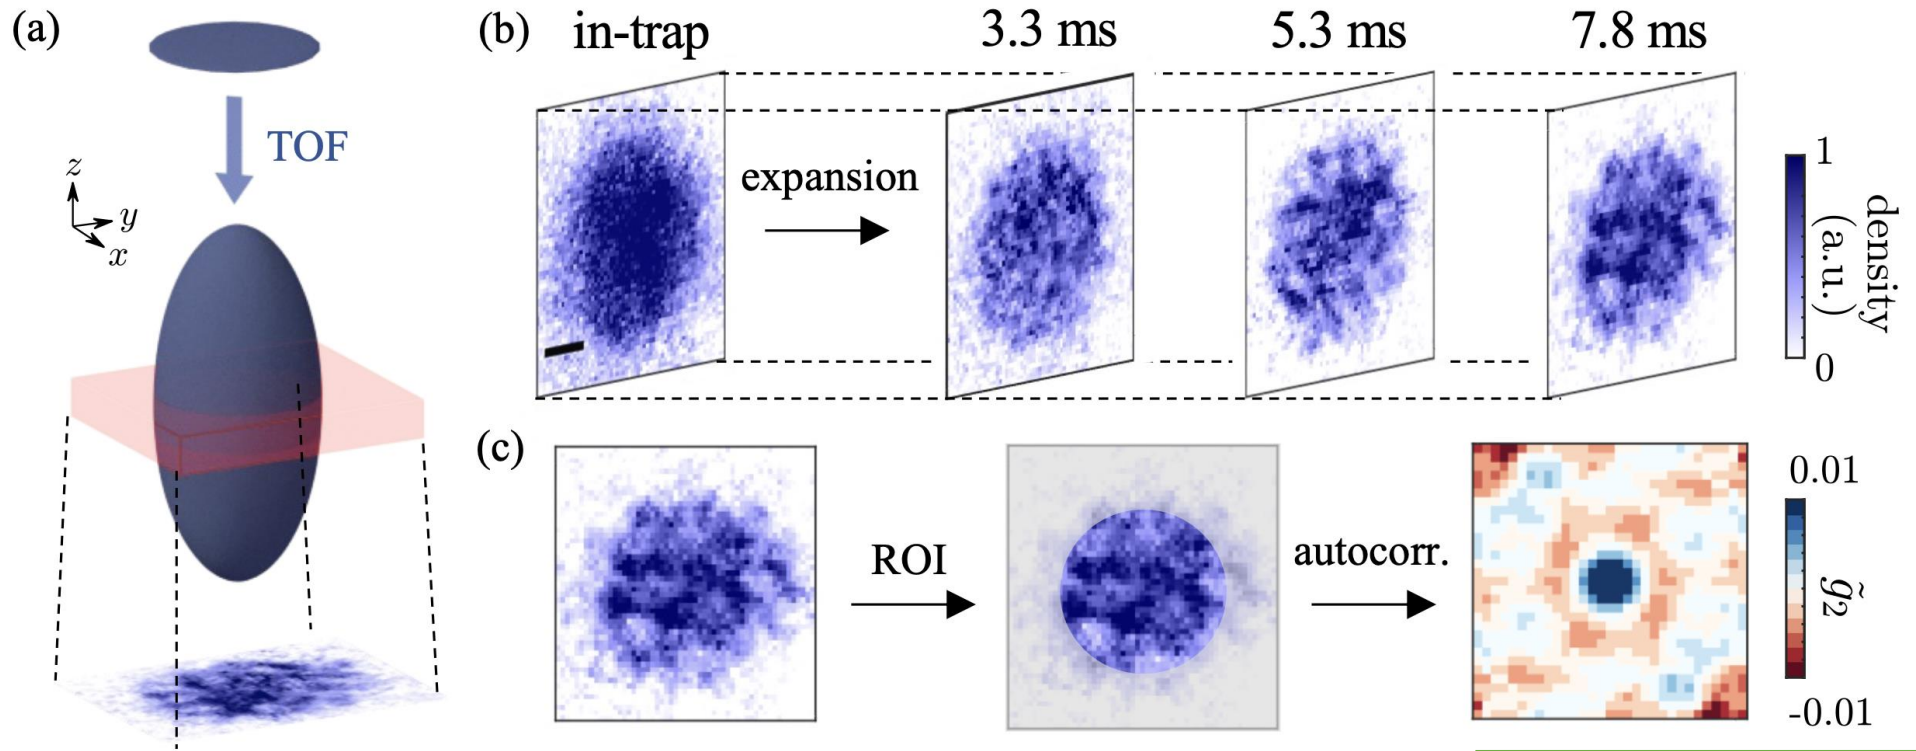 (a)
TOF
z
y
x
(b)
in-trap
3.3 ms
5.3 ms
7.8 ms
expansion
1
0
density
(a.u.)
(c)
ROI
autocorr.
0.01
g̃₂
-0.01